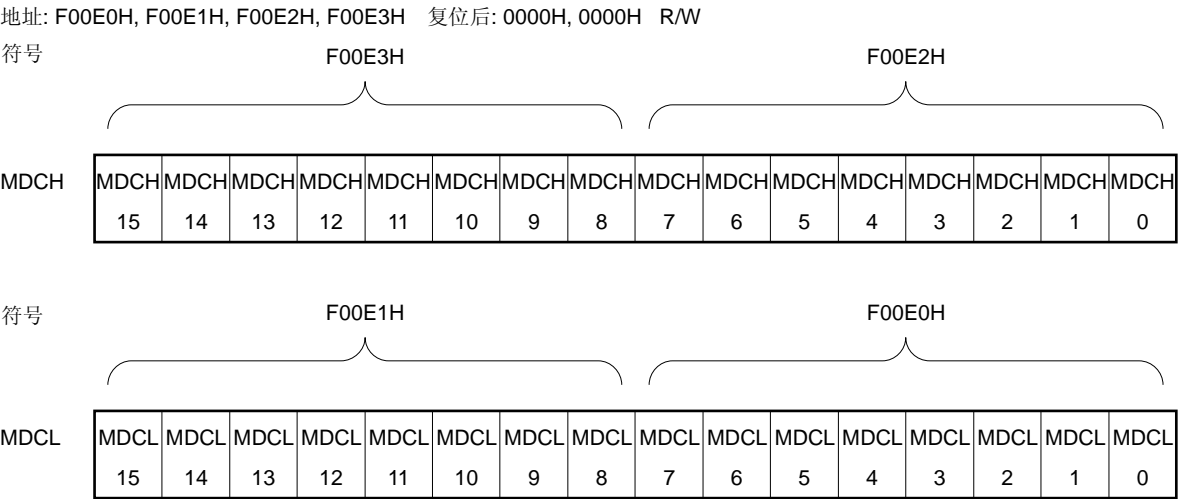 地址: F00E0H, F00E1H, F00E2H, F00E3H 复位后: 0000H, 0000H R/W
符号 F00E3H F00E2H
MDCH MDCH MDCH MDCH MDCH MDCH MDCH MDCH MDCH MDCH MDCH MDCH MDCH MDCH MDCH MDCH MDCH
15 14 13 12 11 10 9 8 7 6 5 4 3 2 1 0
符号 F00E1H F00E0H
MDCL MDCL MDCL MDCL MDCL MDCL MDCL MDCL MDCL MDCL MDCL MDCL MDCL MDCL MDCL MDCL MDCL
15 14 13 12 11 10 9 8 7 6 5 4 3 2 1 0